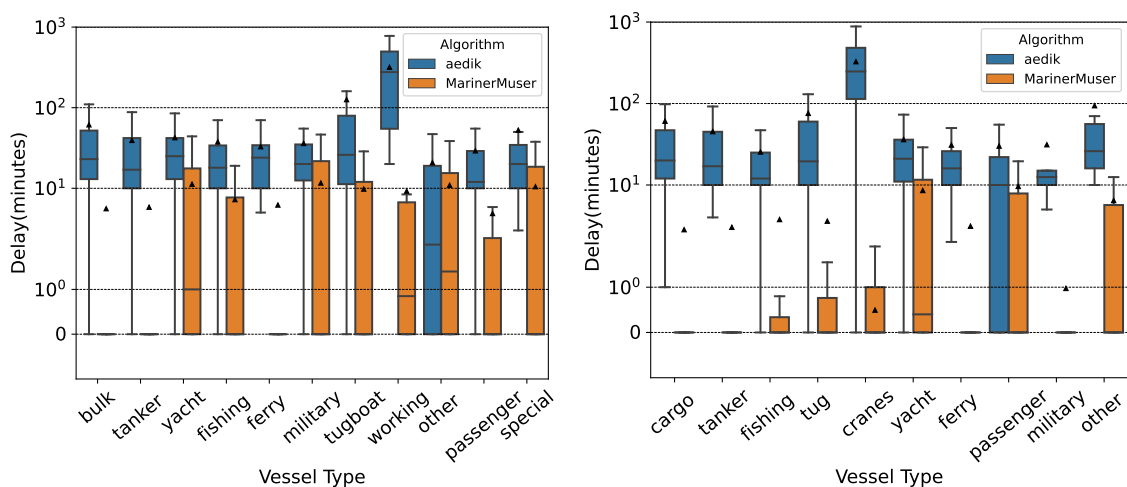 Delay(minutes)
10³
10²
10¹
10⁰
0
Algorithm
aedik
MarinerMuser
bulk
tanker
yacht
fishing
ferry
military
tugboat
working
other
passenger
special
Vessel Type
Delay(minutes)
10³
10²
10¹
10⁰
0
Algorithm
aedik
MarinerMuser
cargo
tanker
fishing
tug
cranes
yacht
ferry
passenger
military
other
Vessel Type